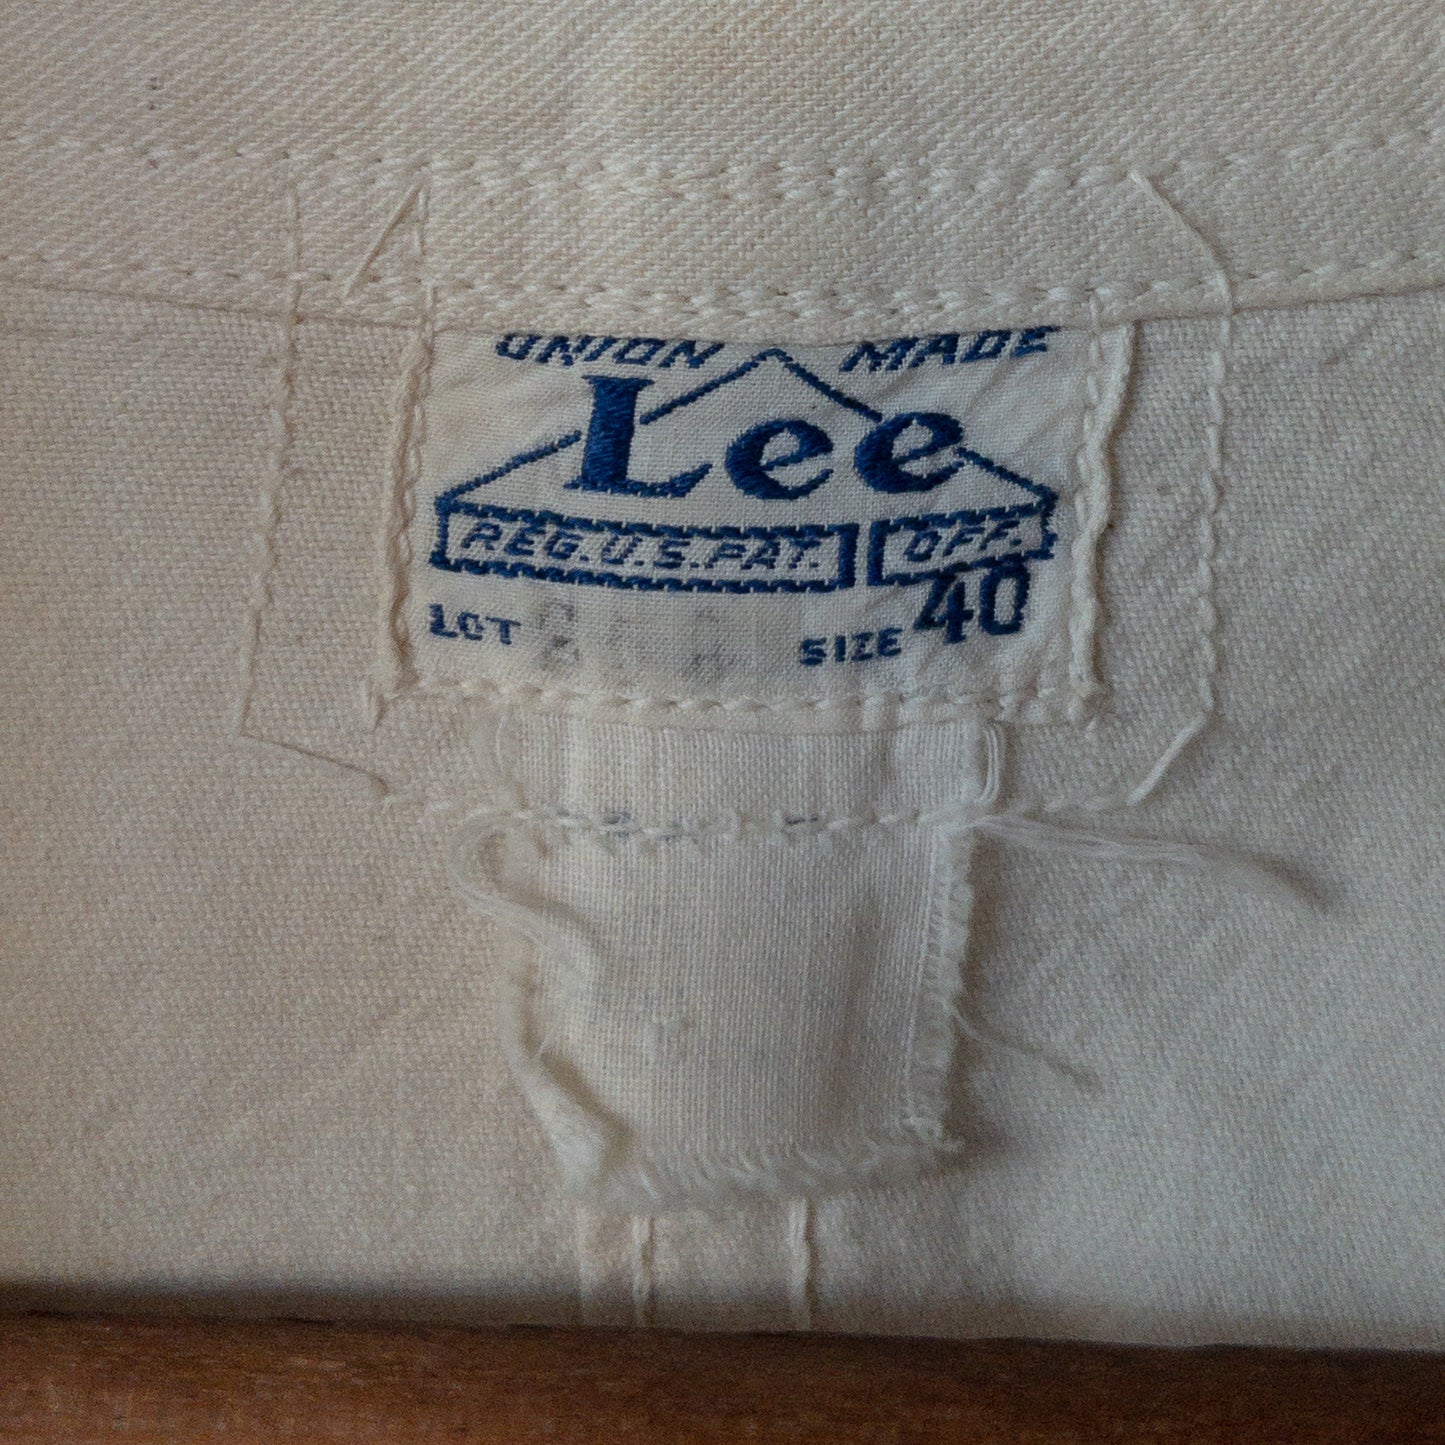 UNION MADE
Lee
REG. U.S. PAT. OFF.
LOT SIZE 40